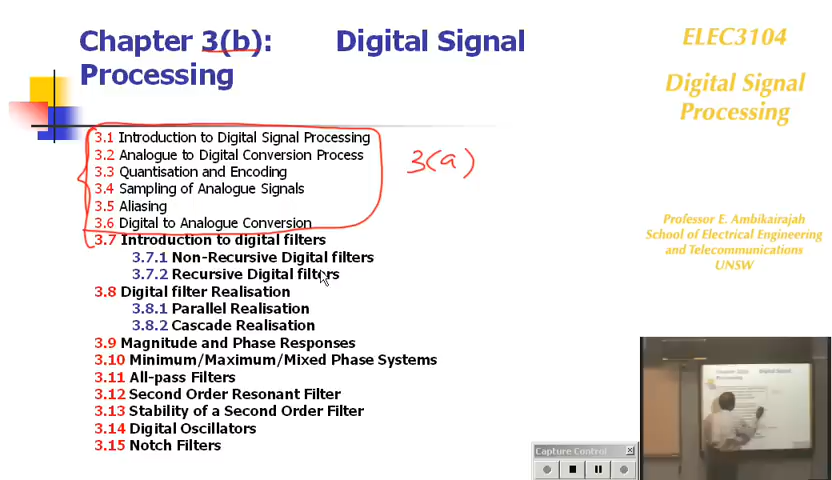 Chapter 3(b): Digital Signal
Processing
3.1 Introduction to Digital Signal Processing
3.2 Analogue to Digital Conversion Process
3.3 Quantisation and Encoding
3.4 Sampling of Analogue Signals
3.5 Aliasing
3.6 Digital to Analogue Conversion
3(a)
3.7 Introduction to digital filters
3.7.1 Non-Recursive Digital filters
3.7.2 Recursive Digital filters
3.8 Digital filter Realisation
3.8.1 Parallel Realisation
3.8.2 Cascade Realisation
3.9 Magnitude and Phase Responses
3.10 Minimum/Maximum/Mixed Phase Systems
3.11 All-pass Filters
3.12 Second Order Resonant Filter
3.13 Stability of a Second Order Filter
3.14 Digital Oscillators
3.15 Notch Filters
ELEC3104
Digital Signal
Processing
Professor E. Ambikairajah
School of Electrical Engineering
and Telecommunications
UNSW
Capture Control